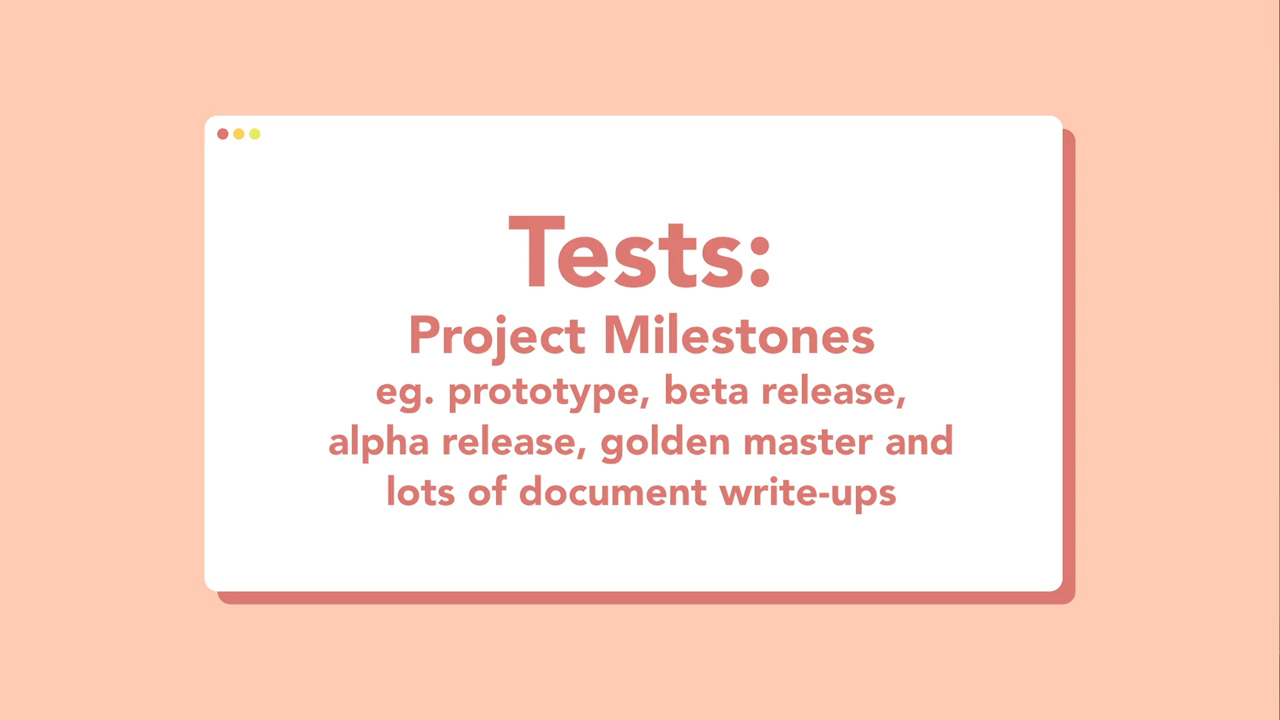 Tests:
Project Milestones
eg. prototype, beta release,
alpha release, golden master and
lots of document write-ups